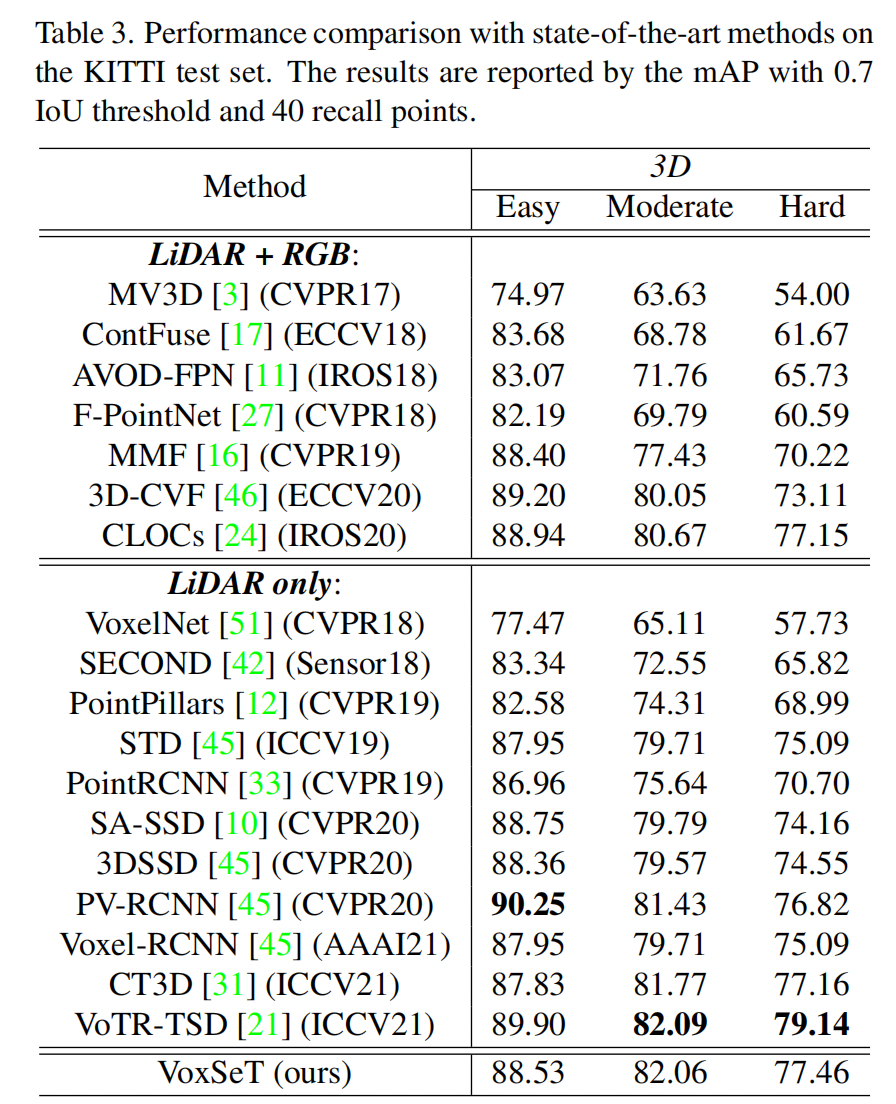 Table 3. Performance comparison with state-of-the-art methods on
the KITTI test set. The results are reported by the mAP with 0.7
IoU threshold and 40 recall points.
Method 3D
Easy Moderate Hard
LiDAR + RGB:
MV3D [3] (CVPR17) 74.97 63.63 54.00
ContFuse [17] (ECCV18) 83.68 68.78 61.67
AVOD-FPN [11] (IROS18) 83.07 71.76 65.73
F-PointNet [27] (CVPR18) 82.19 69.79 60.59
MMF [16] (CVPR19) 88.40 77.43 70.22
3D-CVF [46] (ECCV20) 89.20 80.05 73.11
CLOCs [24] (IROS20) 88.94 80.67 77.15
LiDAR only:
VoxelNet [51] (CVPR18) 77.47 65.11 57.73
SECOND [42] (Sensor18) 83.34 72.55 65.82
PointPillars [12] (CVPR19) 82.58 74.31 68.99
STD [45] (ICCV19) 87.95 79.71 75.09
PointRCNN [33] (CVPR19) 86.96 75.64 70.70
SA-SSD [10] (CVPR20) 88.75 79.79 74.16
3DSSD [45] (CVPR20) 88.36 79.57 74.55
PV-RCNN [45] (CVPR20) 90.25 81.43 76.82
Voxel-RCNN [45] (AAAI21) 87.95 79.71 75.09
CT3D [31] (ICCV21) 87.83 81.77 77.16
VoTR-TSD [21] (ICCV21) 89.90 82.09 79.14
VoxSeT (ours) 88.53 82.06 77.46